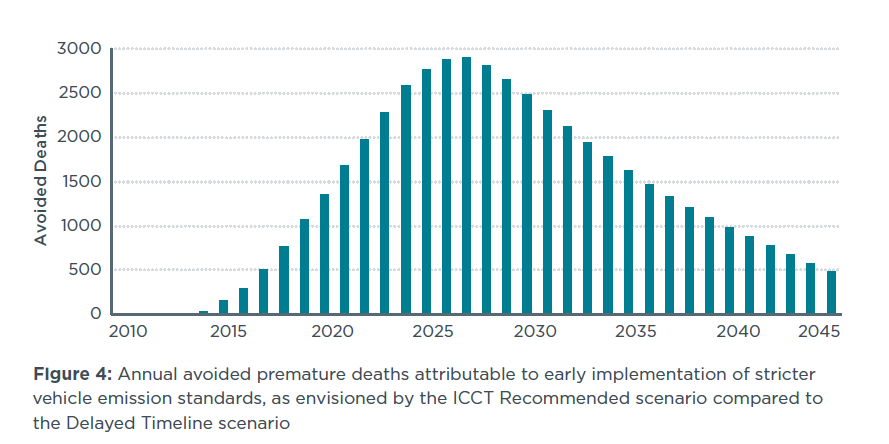 3000
2500
2000
1500
1000
500
0
Avoided Deaths
2010 2015 2020 2025 2030 2035 2040 2045
Figure 4: Annual avoided premature deaths attributable to early implementation of stricter
vehicle emission standards, as envisioned by the ICCT Recommended scenario compared to
the Delayed Timeline scenario